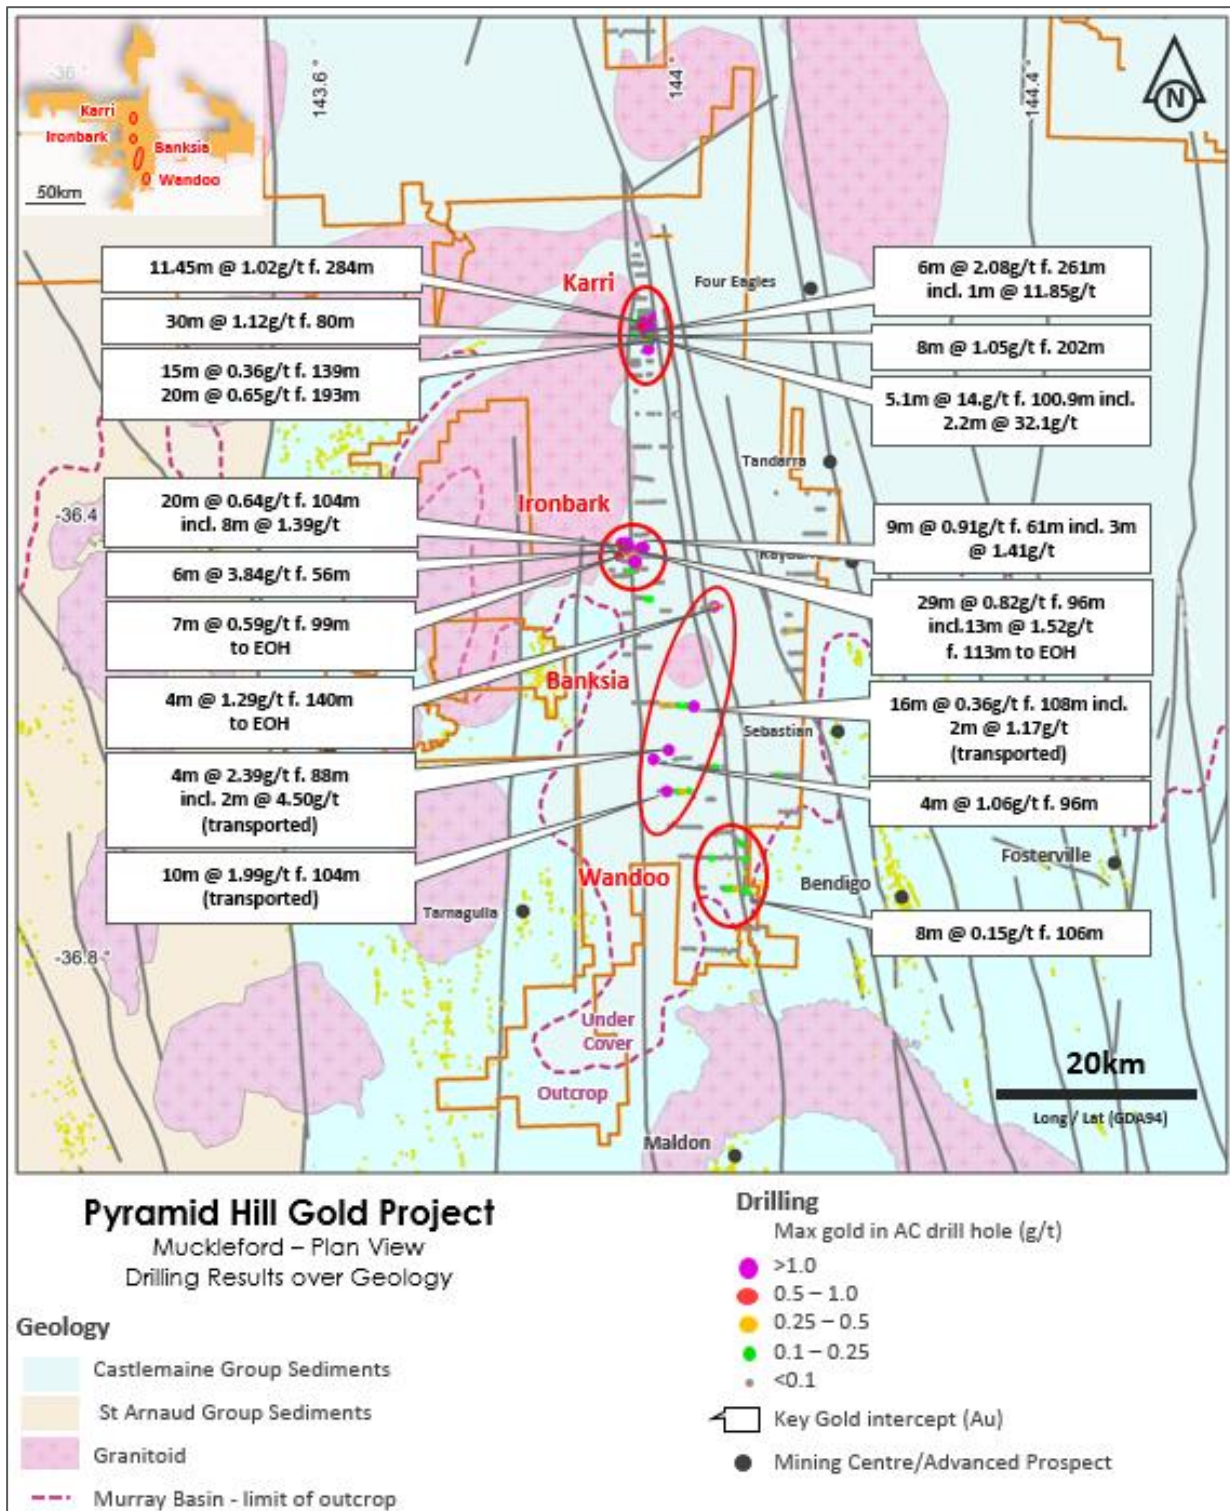 -36 °
Karri
Ironbark
Banksia
Wandoo
50km
143.6 °
144 °
144.4 °
N
11.45m @ 1.02g/t f. 284m
30m @ 1.12g/t f. 80m
15m @ 0.36g/t f. 139m
20m @ 0.65g/t f. 193m
Karri
Four Eagles
6m @ 2.08g/t f. 261m
incl. 1m @ 11.85g/t
8m @ 1.05g/t f. 202m
5.1m @ 14.g/t f. 100.9m incl.
2.2m @ 32.1g/t
Tandarra
-36.4
20m @ 0.64g/t f. 104m
incl. 8m @ 1.39g/t
6m @ 3.84g/t f. 56m
7m @ 0.59g/t f. 99m
to EOH
Ironbark
9m @ 0.91g/t f. 61m incl. 3m
@ 1.41g/t
29m @ 0.82g/t f. 96m
incl.13m @ 1.52g/t
f. 113m to EOH
4m @ 1.29g/t f. 140m
to EOH
4m @ 2.39g/t f. 88m
incl. 2m @ 4.50g/t
(transported)
10m @ 1.99g/t f. 104m
(transported)
Banksia
Sebastian
16m @ 0.36g/t f. 108m incl.
2m @ 1.17g/t
(transported)
4m @ 1.06g/t f. 96m
Wandoo
Tarnagulla
Bendigo
Fosterville
8m @ 0.15g/t f. 106m
-36.8 °
Under
Cover
Outcrop
Maldon
20km
Long / Lat (GDA94)
Pyramid Hill Gold Project
Muckleford – Plan View
Drilling Results over Geology
Geology
Castlemaine Group Sediments
St Arnaud Group Sediments
Granitoid
Murray Basin - limit of outcrop
Drilling
Max gold in AC drill hole (g/t)
>1.0
0.5 – 1.0
0.25 – 0.5
0.1 – 0.25
<0.1
Key Gold intercept (Au)
Mining Centre/Advanced Prospect